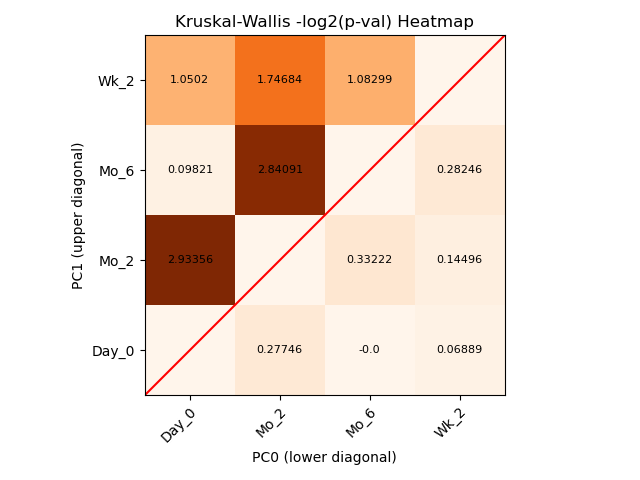 Kruskal-Wallis -log2(p-val) Heatmap
PC1 (upper diagonal)
Wk_2
1.0502 1.74684 1.08299
Mo_6
0.09821 2.84091 0.28246
Mo_2
2.93356 0.33222 0.14496
Day_0
0.27746 -0.0 0.06889
Day_0 Mo_2 Mo_6 Wk_2
PC0 (lower diagonal)